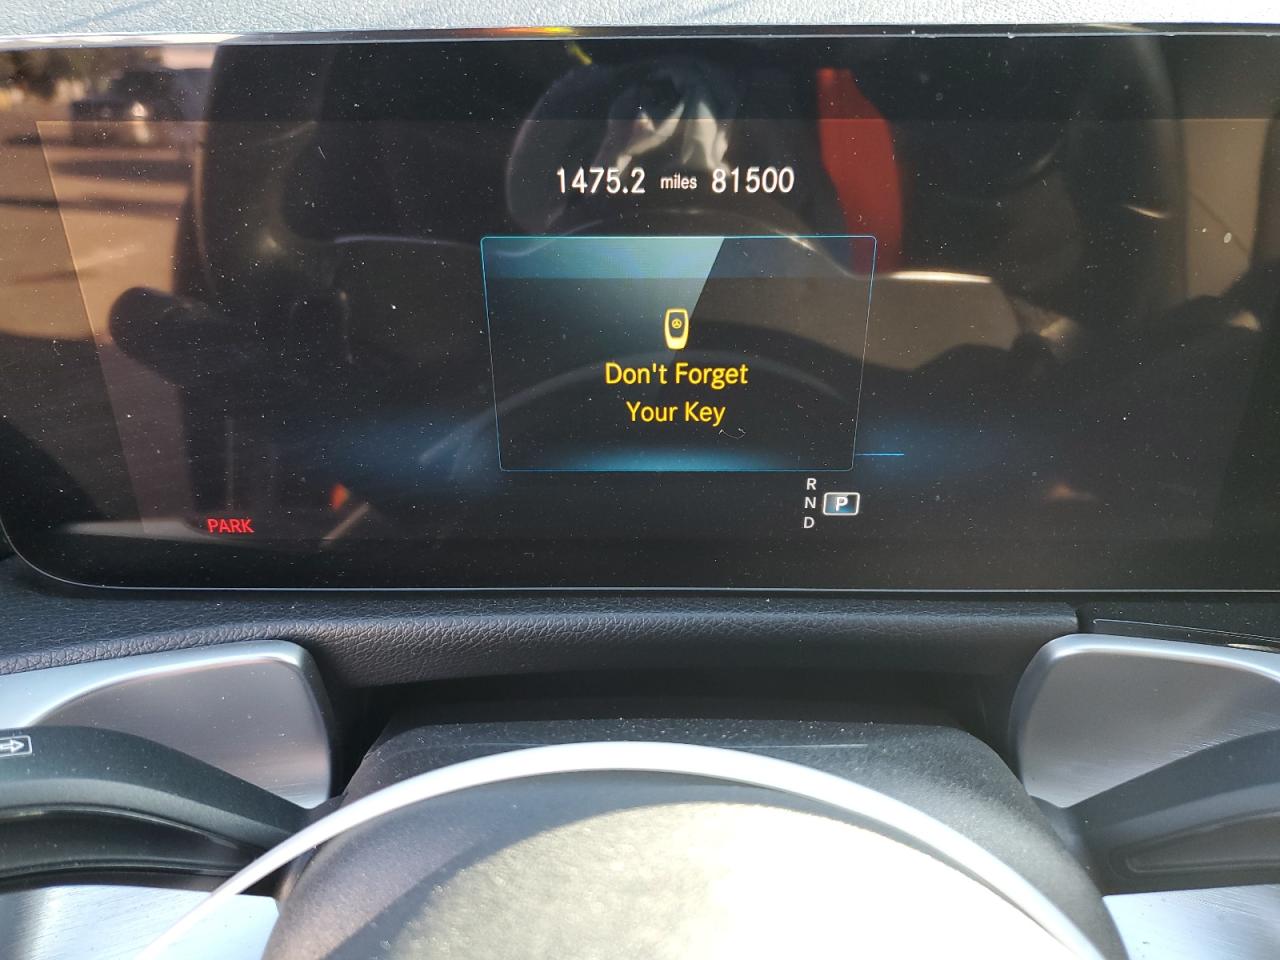 1475.2 miles 81500
Don't Forget
Your Key
R
N P
D
PARK